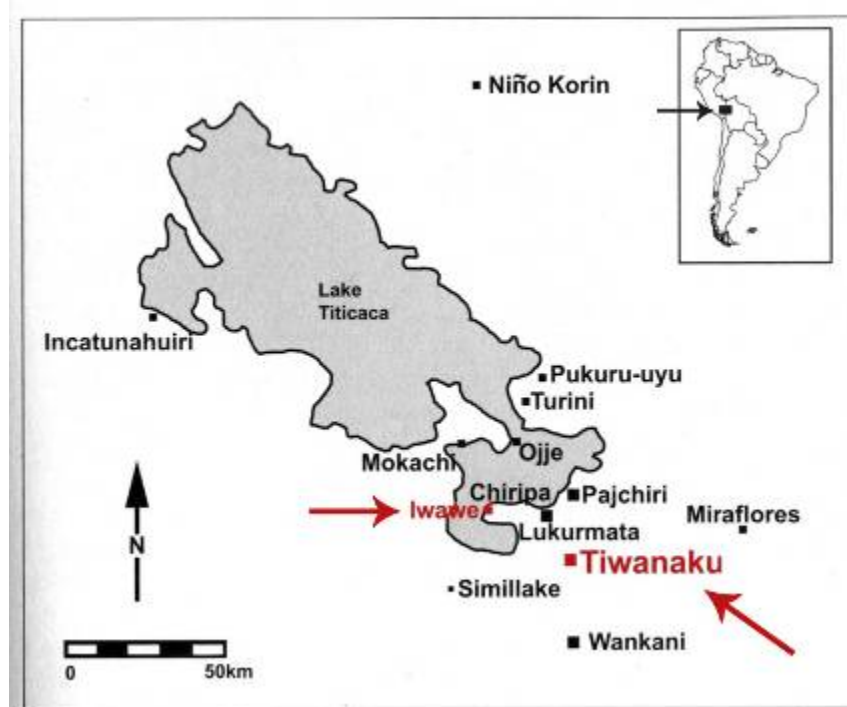 Niño Korin
Lake
Titicaca
Incatunahuiri
Pukuru-uyu
Turini
Mokachi
Ojje
Chiripa
Pajchiri
Iwawe
Miraflores
Lukurmata
N
Tiwanaku
Simillake
Wankani
0 50km